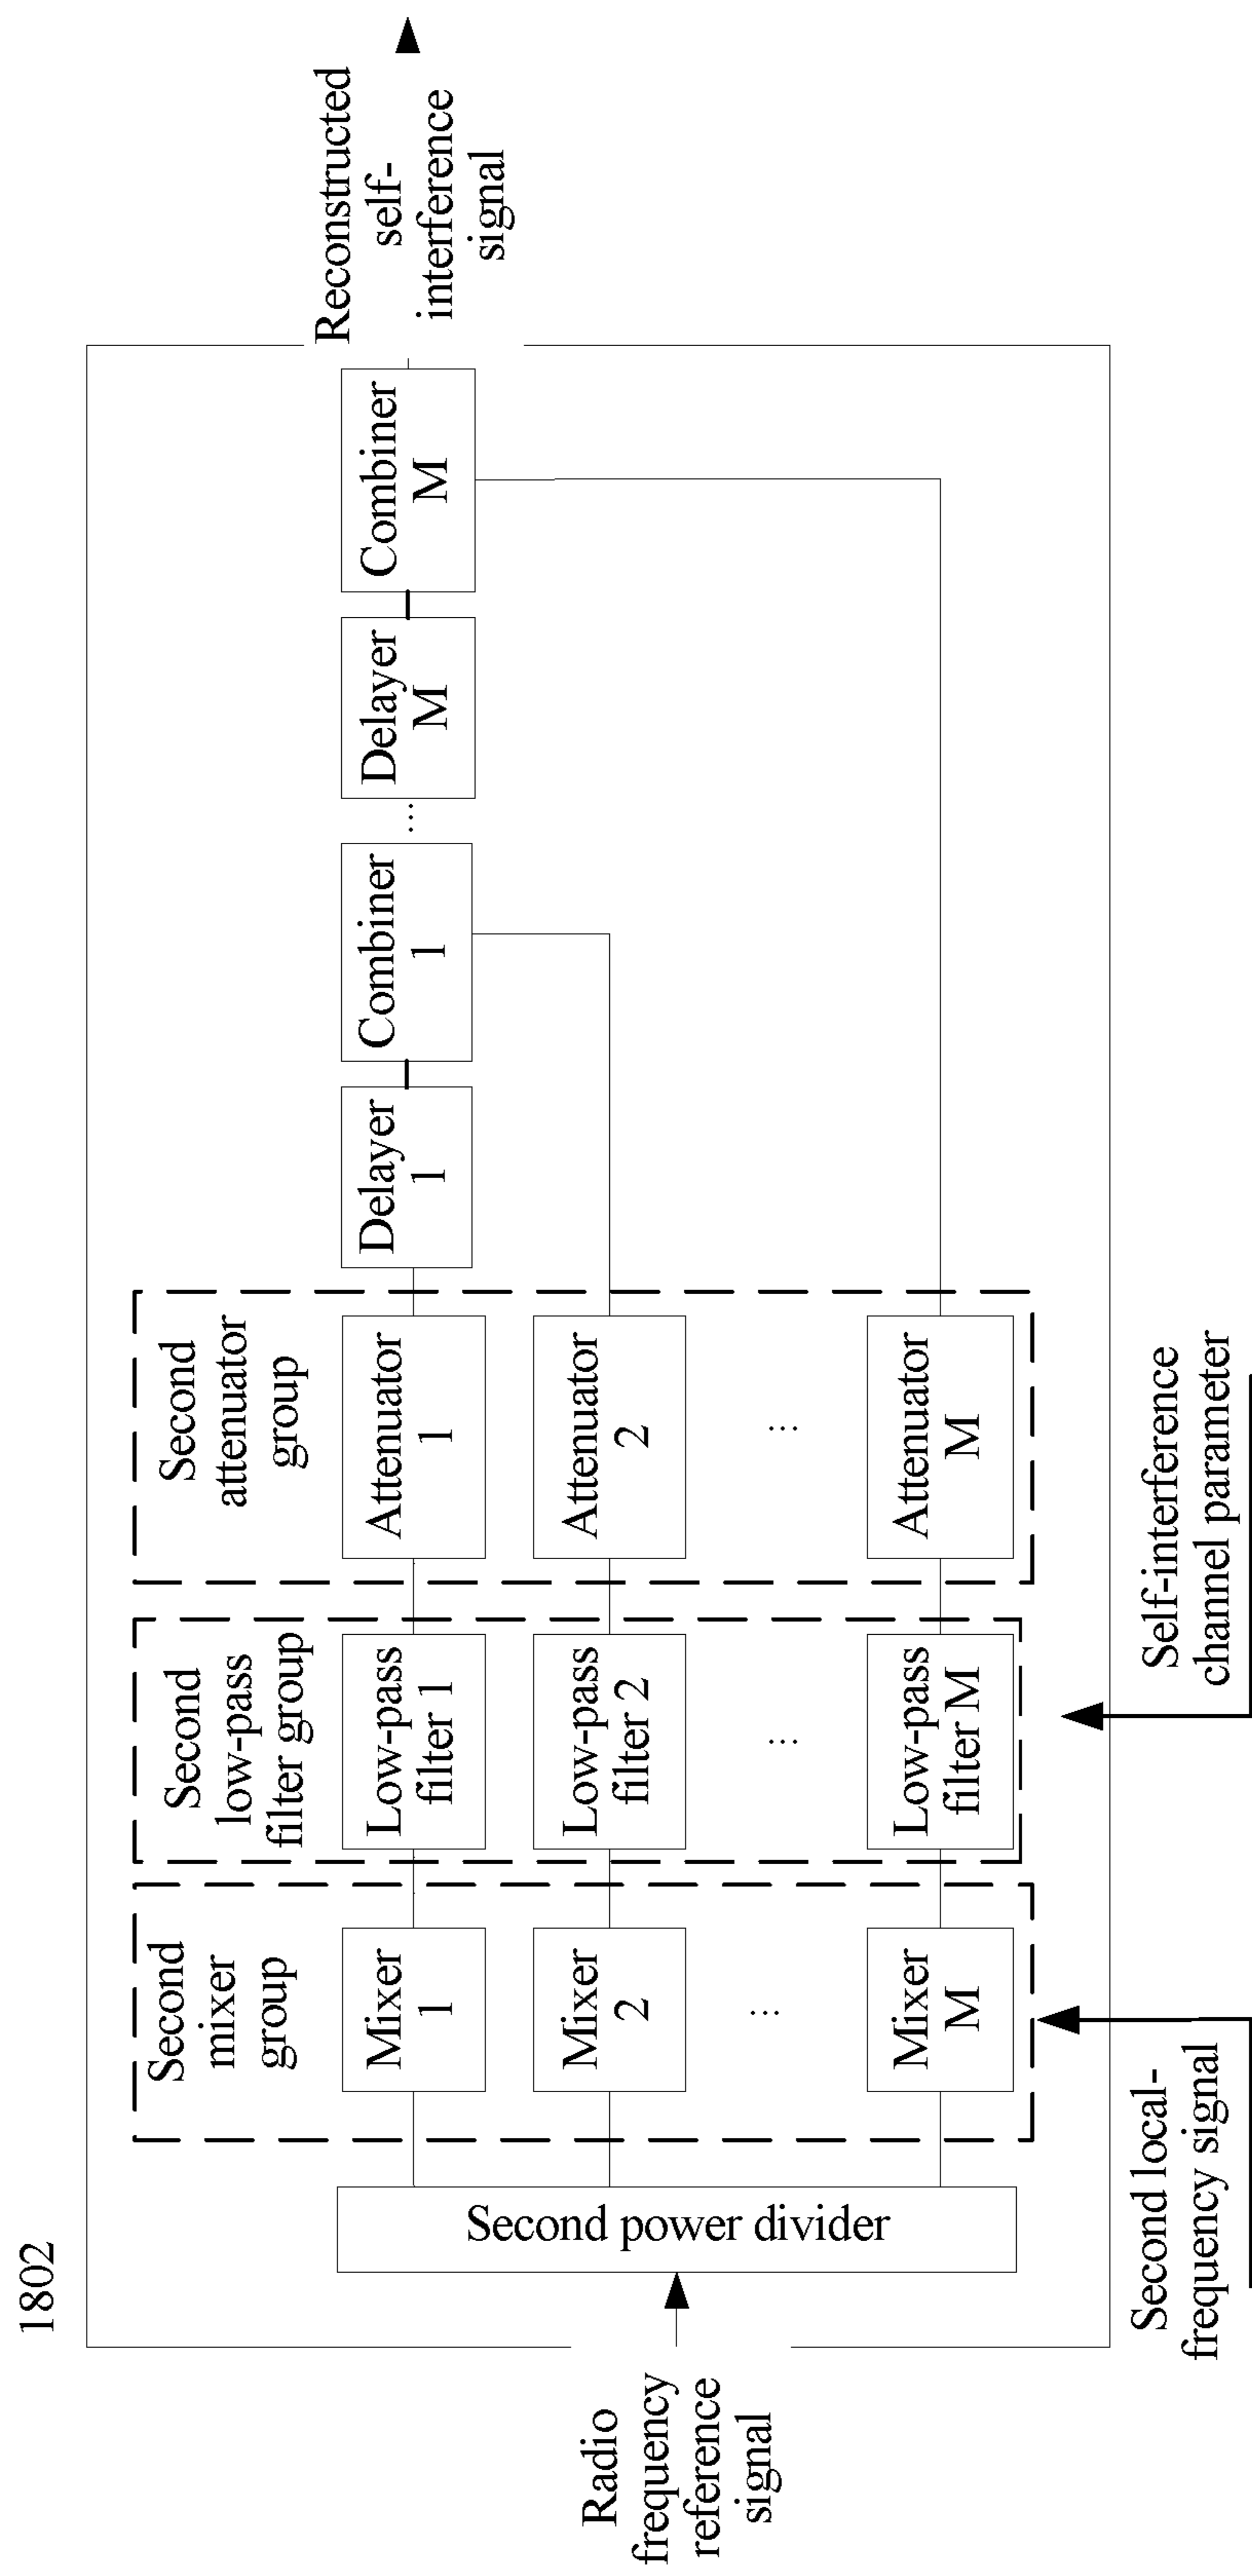 1802
Radio
frequency
reference
signal
Second power divider
Second
mixer
group
Mixer
1
Mixer
2
...
Mixer
M
Second local-
frequency signal
Second
low-pass
filter group
Low-pass
filter 1
Low-pass
filter 2
...
Low-pass
filter M
Self-interference
channel parameter
Second
attenuator
group
Attenuator
1
Attenuator
2
...
Attenuator
M
Delayer
1
Combiner
1
...
Delayer
M
Combiner
M
Reconstructed
self-
interference
signal